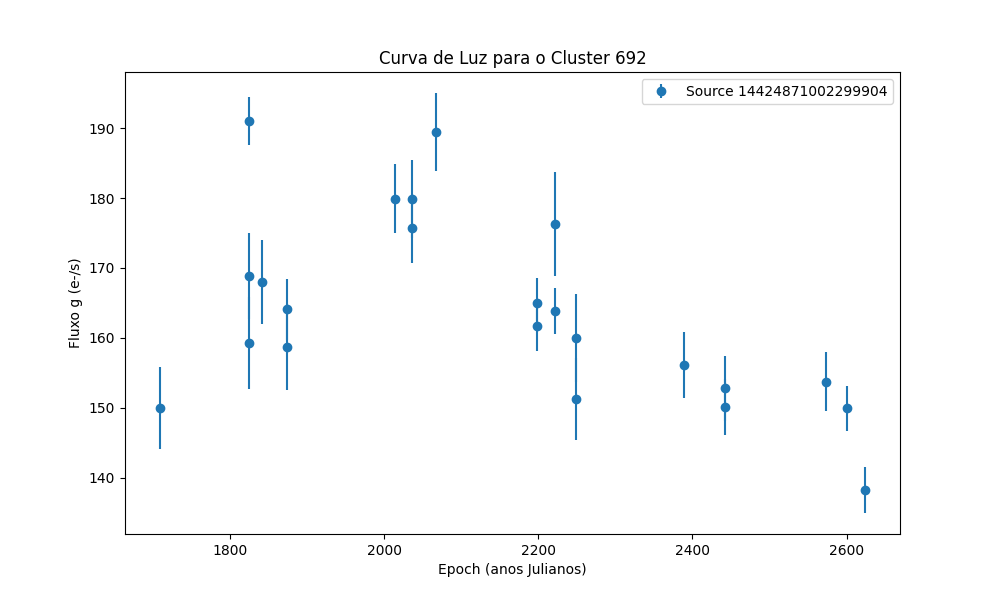 Curva de Luz para o Cluster 692
Source 14424871002299904
Fluxo g (e-/s)
190
180
170
160
150
140
1800
2000
2200
2400
2600
Epoch (anos Julianos)